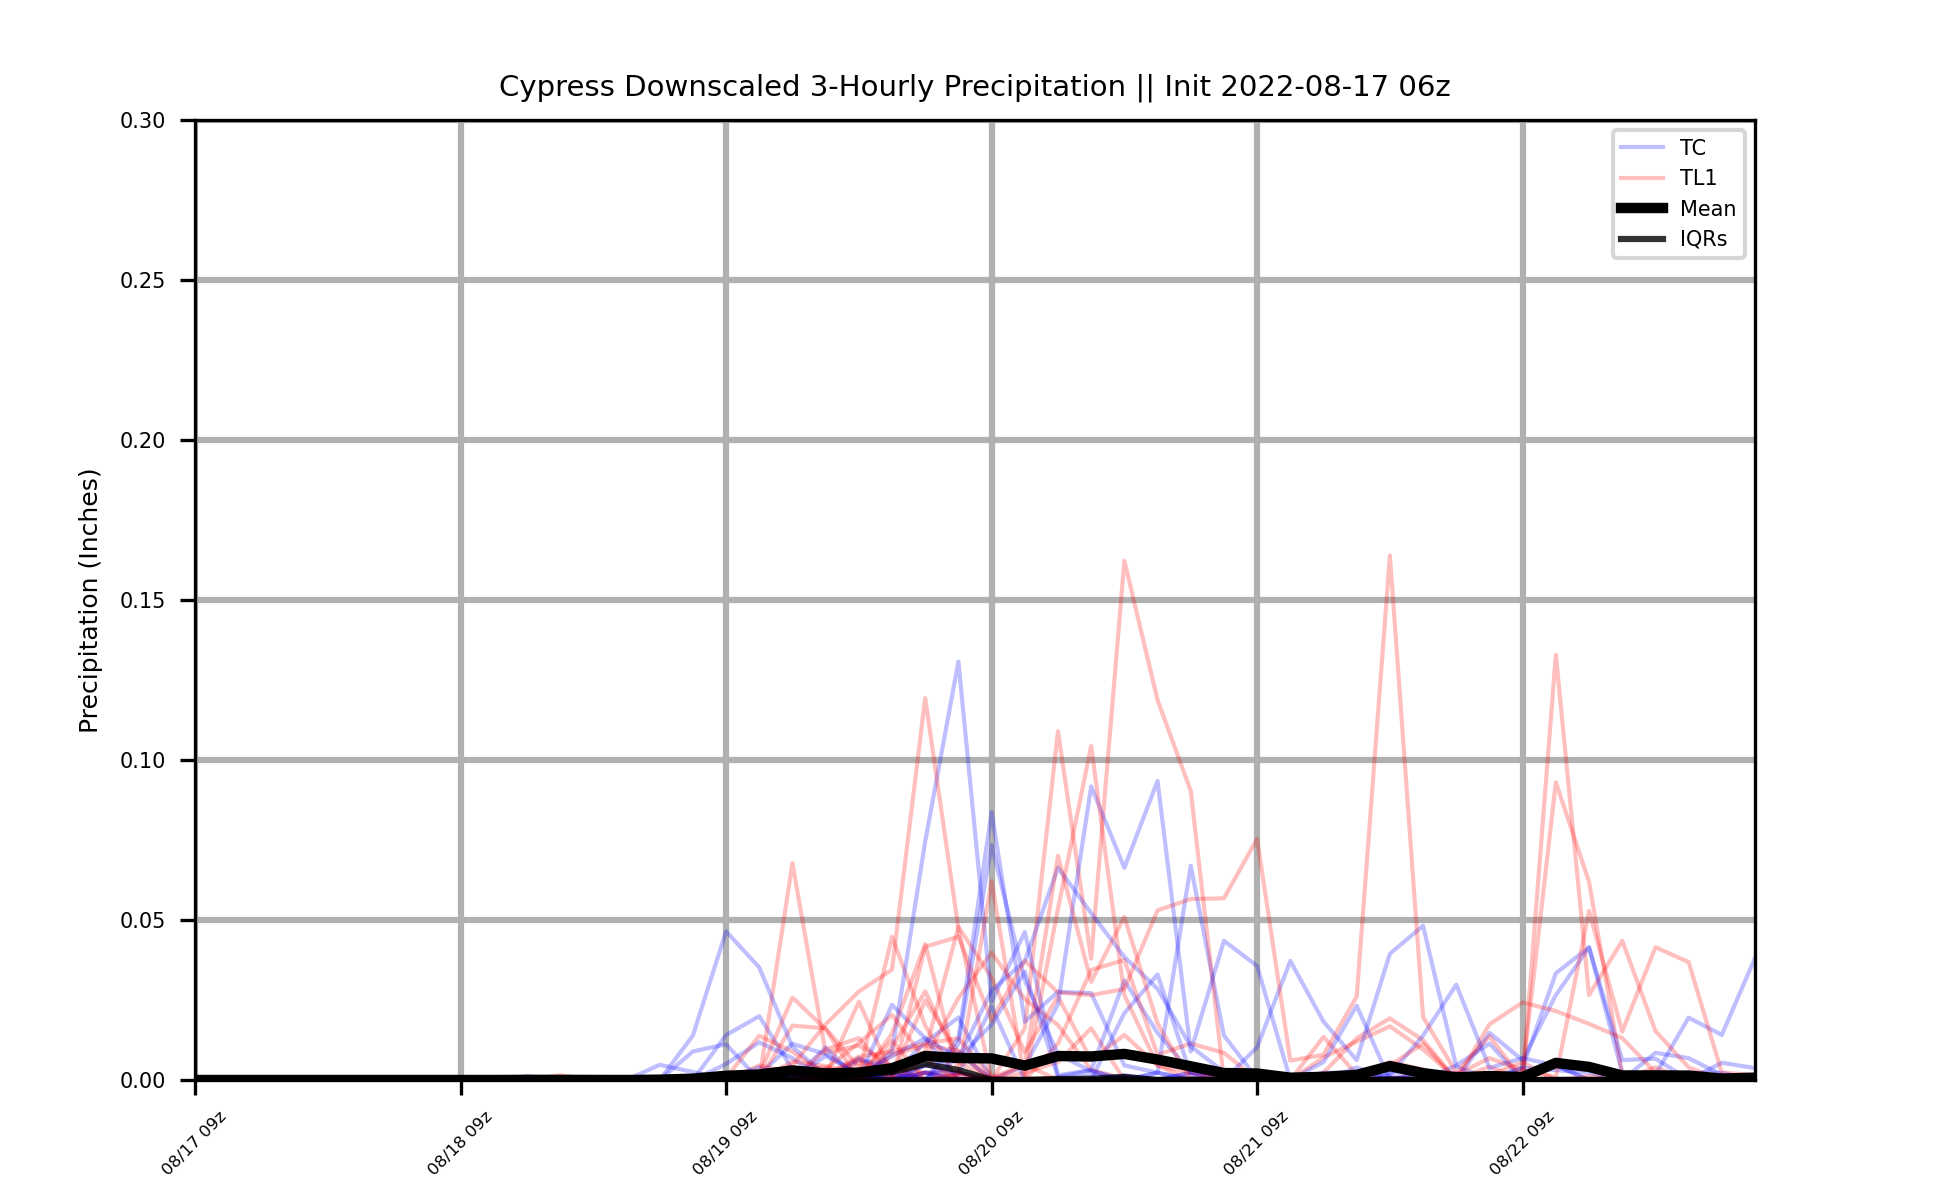 Cypress Downscaled 3-Hourly Precipitation || Init 2022-08-17 06z
0.30
0.25
0.20
0.15
0.10
0.05
0.00
Precipitation (Inches)
TC
TL1
Mean
IQRs
08/17 09z
08/18 09z
08/19 09z
08/20 09z
08/21 09z
08/22 09z